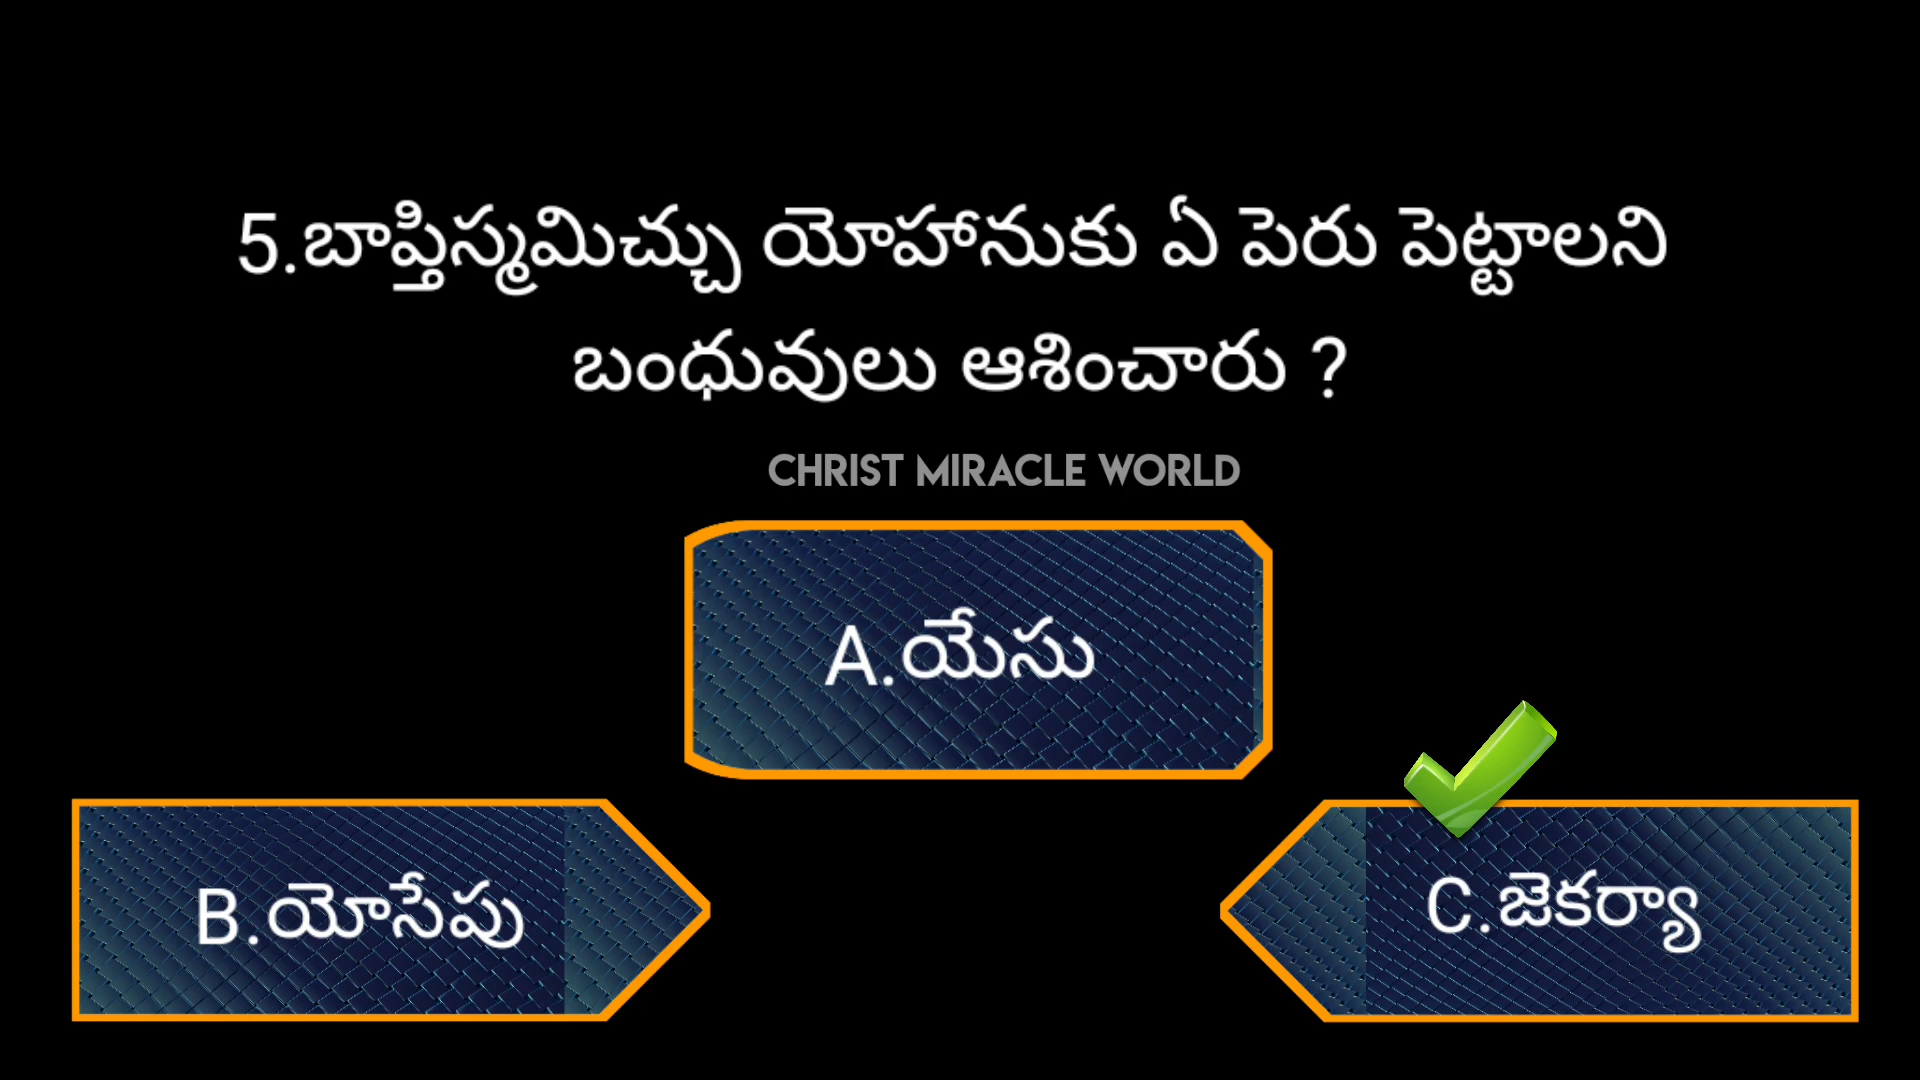 5.బాప్తిస్మమిచ్చు యోహానుకు ఏ పెరు పెట్టాలని
బంధువులు ఆశించారు ?
CHRIST MIRACLE WORLD
A.యేసు
B.యోసేపు
C.జెకర్యా